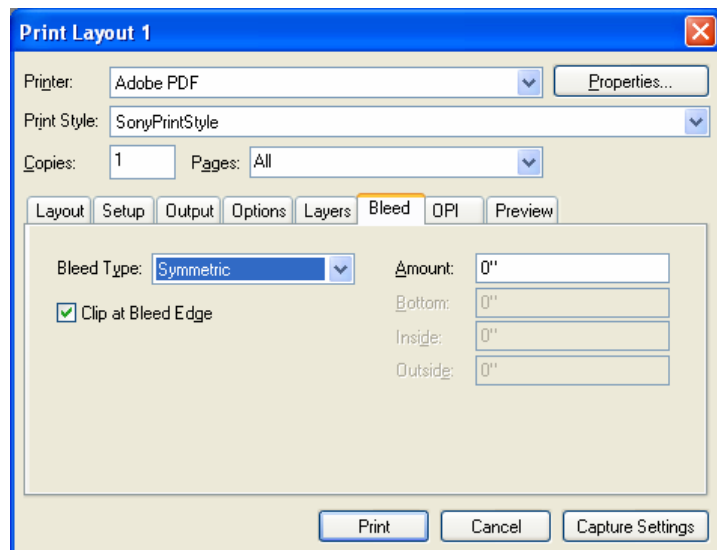 Print Layout 1
Printer: Adobe PDF Properties...
Print Style: SonyPrintStyle
Copies: 1 Pages: All
Layout Setup Output Options Layers Bleed OPI Preview
Bleed Type: Symmetric Amount: 0"
Clip at Bleed Edge Bottom: 0"
Inside: 0"
Outside: 0"
Print Cancel Capture Settings